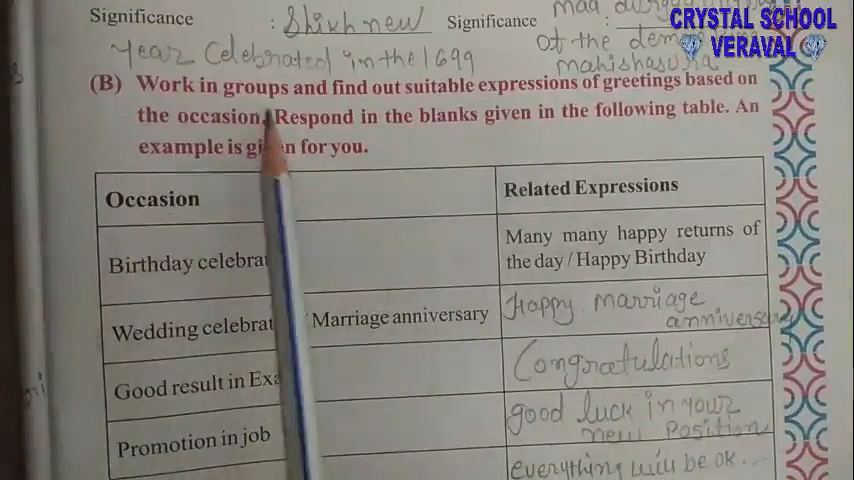 Significance : Shikh new Significance : maa durga
CRYSTAL SCHOOL
VERAVAL
Year Celebrated in the 1699 of the demon
mahishasura
(B) Work in groups and find out suitable expressions of greetings based on
the occasion. Respond in the blanks given in the following table. An
example is given for you.
Occasion Related Expressions
Birthday celebrat Many many happy returns of
the day / Happy Birthday
Wedding celebrat Marriage anniversary Happy marriage
anniversary
Good result in Exa Congratulations
Promotion in job good luck in your
new Position
everything will be ok...